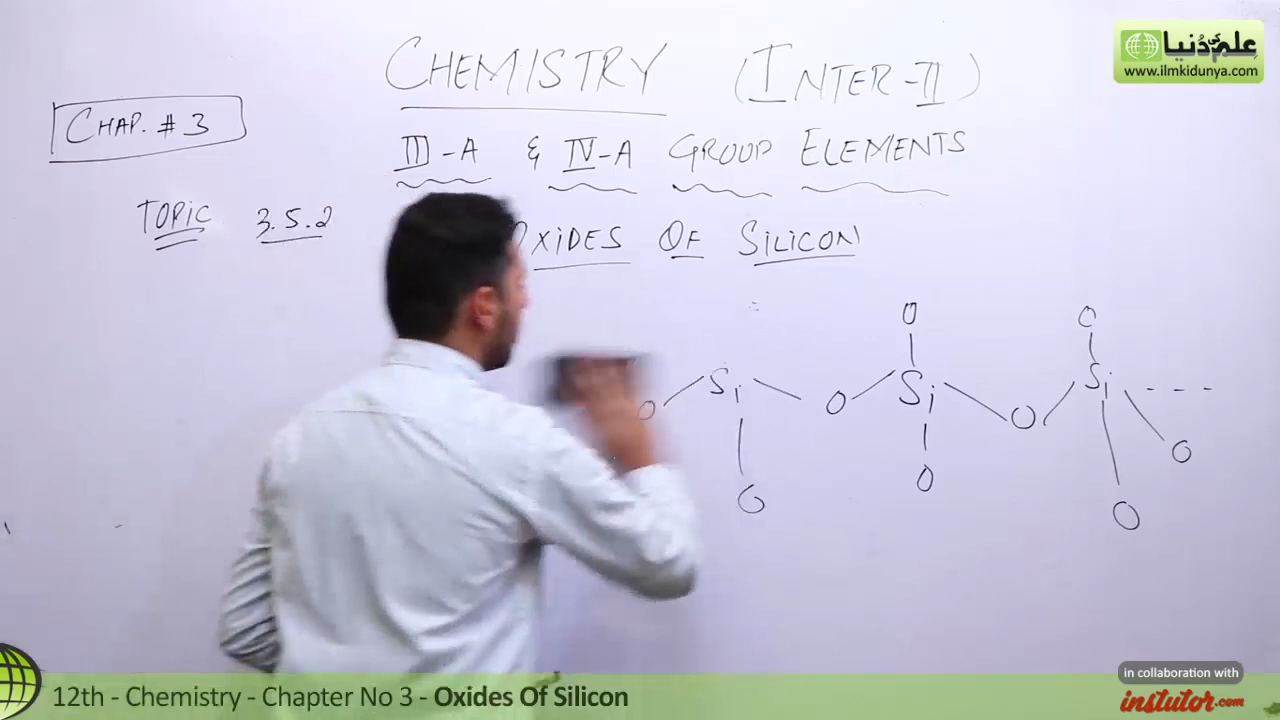 علم کی دنیا
www.ilmkidunya.com
CHEMISTRY (INTER-II)
CHAP. # 3
III-A & IV-A GROUP ELEMENTS
TOPIC 3.5.2
OXIDES OF SILICON
O O
Si Si Si - - -
O O O O
O O O
12th - Chemistry - Chapter No 3 - Oxides Of Silicon
in collaboration with
instutor.com